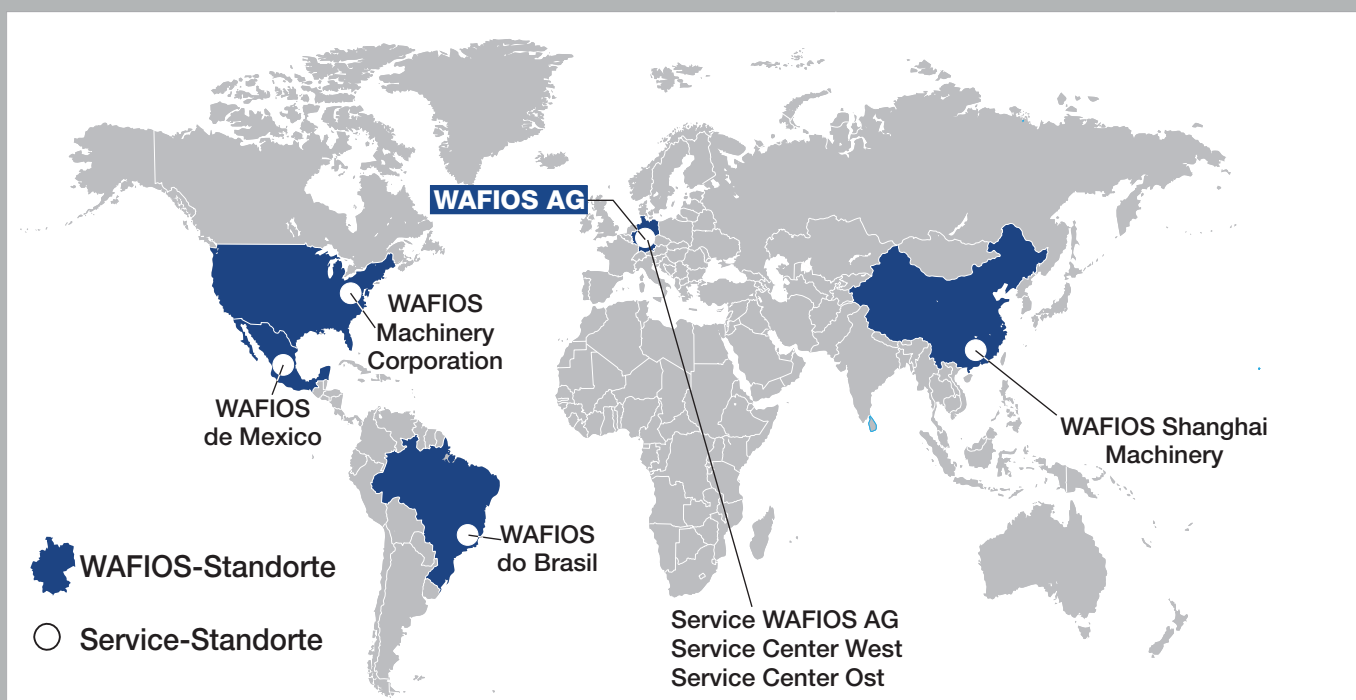 WAFIOS AG
WAFIOS
Machinery
Corporation
WAFIOS
de Mexico
WAFIOS Shanghai
Machinery
WAFIOS
do Brasil
WAFIOS-Standorte
Service-Standorte
Service WAFIOS AG
Service Center West
Service Center Ost